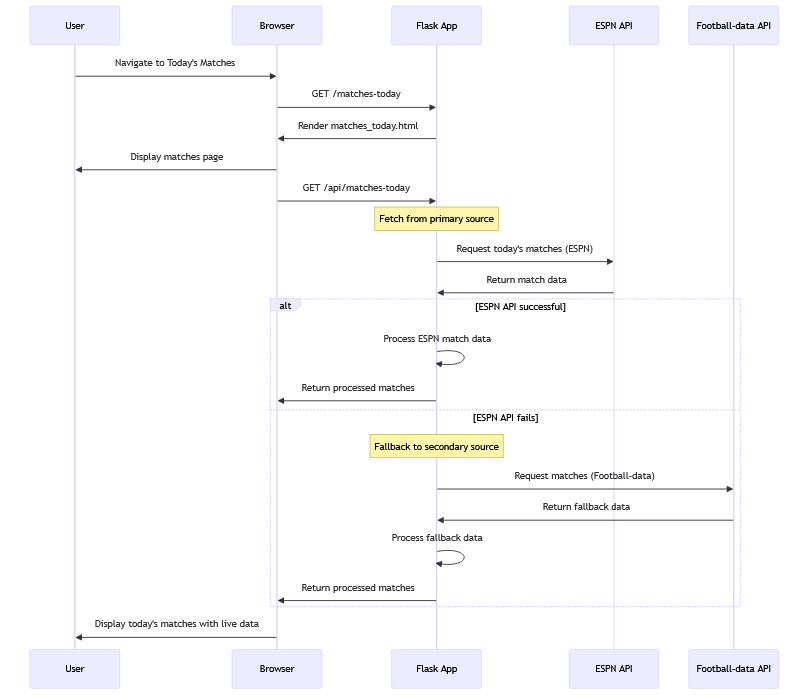 User
Browser
Flask App
ESPN API
Football-data API
Navigate to Today's Matches
GET /matches-today
Render matches_today.html
Display matches page
GET /api/matches-today
Fetch from primary source
Request today's matches (ESPN)
Return match data
alt
[ESPN API successful]
Process ESPN match data
Return processed matches
[ESPN API fails]
Fallback to secondary source
Request matches (Football-data)
Return fallback data
Process fallback data
Return processed matches
Display today's matches with live data
User
Browser
Flask App
ESPN API
Football-data API